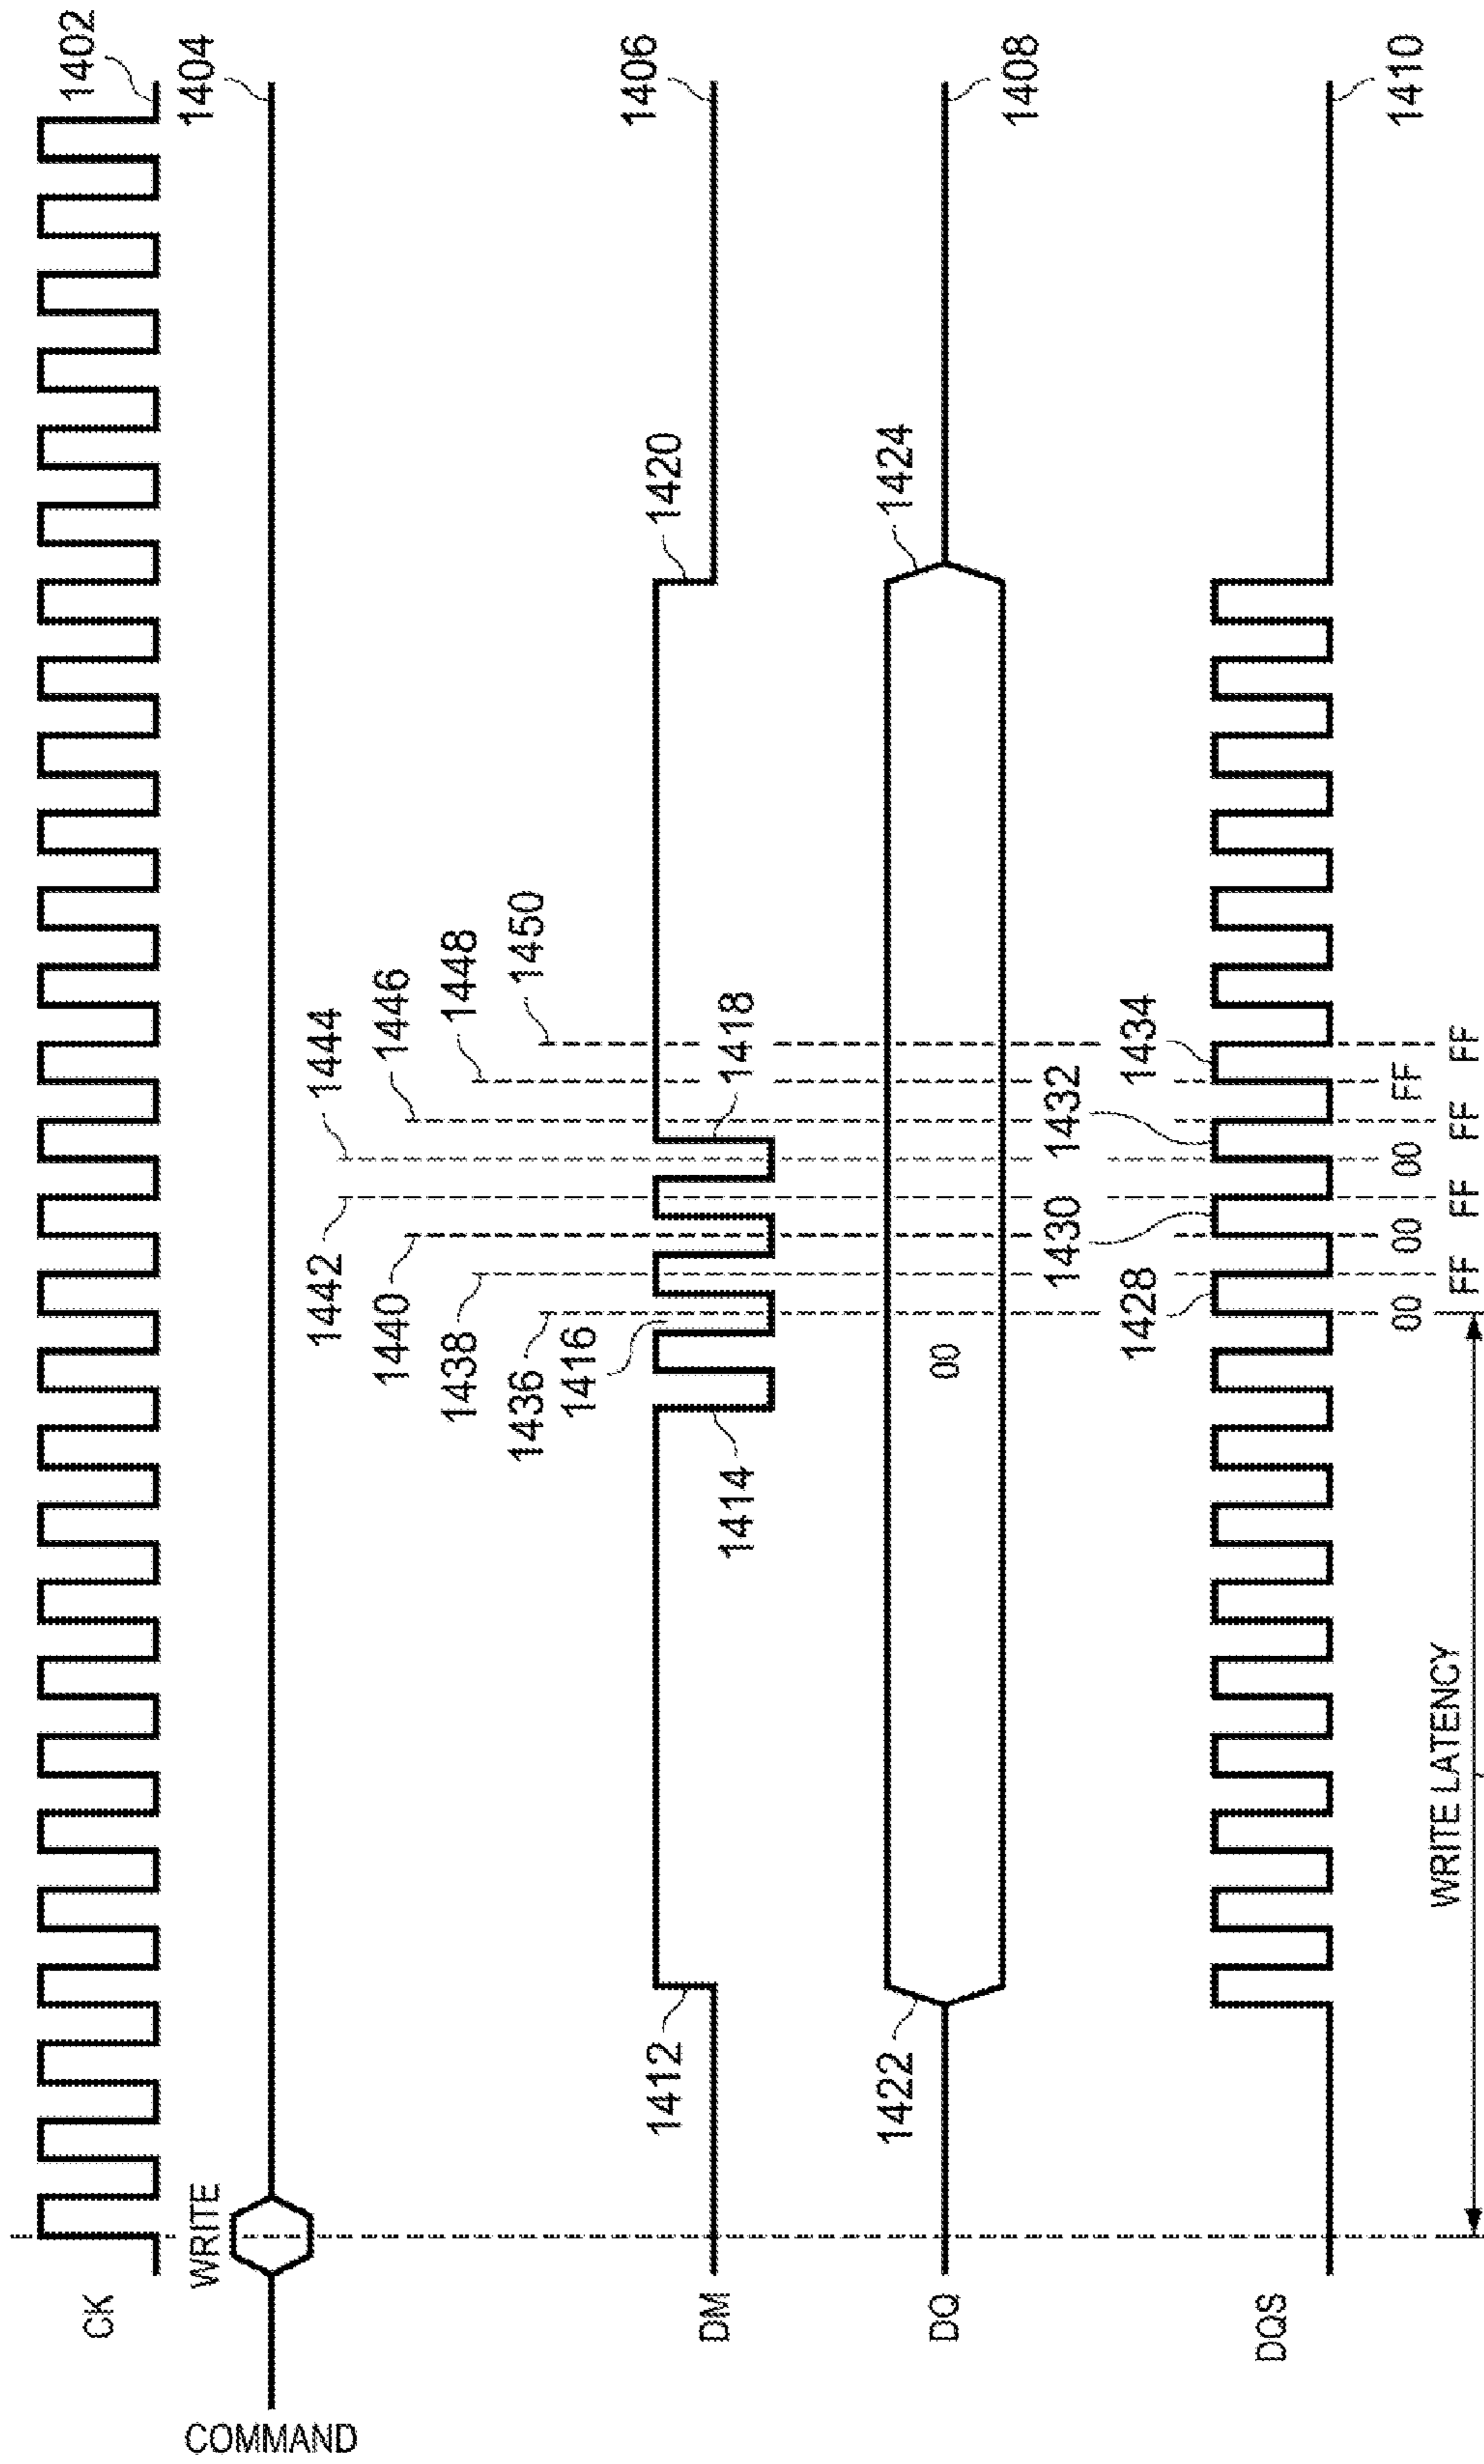 CK
1402
WRITE
1404
COMMAND
1444
1446
1448
1450
1442
1440
1438
1436
1416
1406
DM
1412
1414
1418
1420
DQ
1422
00
1424
1408
1428
1430
1432
1434
DQS
1410
00 00 00 FF
FF FF FF FF
WRITE LATENCY